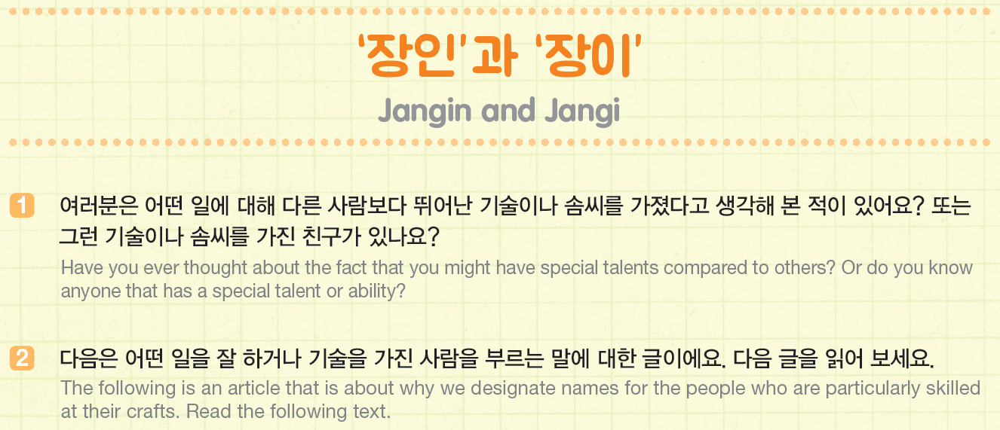 ‘장인’과 ‘장이’
Jangin and Jangi
1 여러분은 어떤 일에 대해 다른 사람보다 뛰어난 기술이나 솜씨를 가졌다고 생각해 본 적이 있어요? 또는
그런 기술이나 솜씨를 가진 친구가 있나요?
Have you ever thought about the fact that you might have special talents compared to others? Or do you know
anyone that has a special talent or ability?
2 다음은 어떤 일을 잘 하거나 기술을 가진 사람을 부르는 말에 대한 글이에요. 다음 글을 읽어 보세요.
The following is an article that is about why we designate names for the people who are particularly skilled
at their crafts. Read the following text.